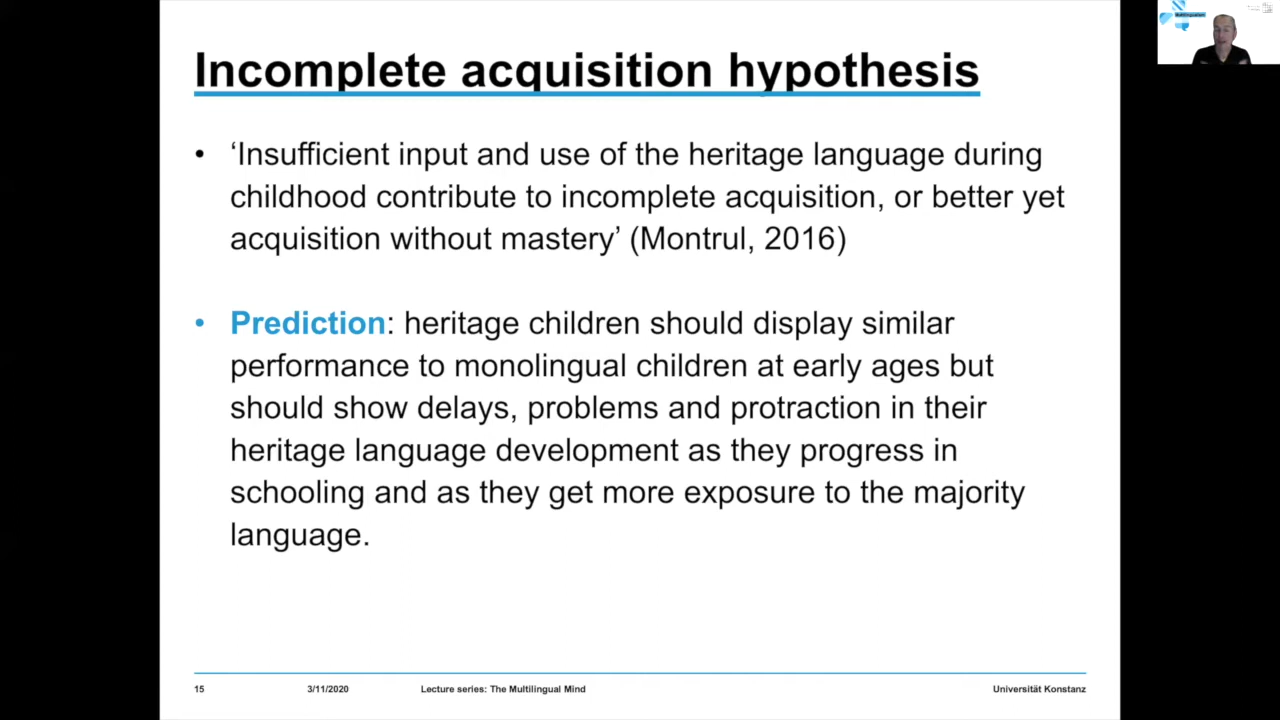 Incomplete acquisition hypothesis
• ‘Insufficient input and use of the heritage language during
childhood contribute to incomplete acquisition, or better yet
acquisition without mastery’ (Montrul, 2016)
• Prediction: heritage children should display similar
performance to monolingual children at early ages but
should show delays, problems and protraction in their
heritage language development as they progress in
schooling and as they get more exposure to the majority
language.
15 3/11/2020 Lecture series: The Multilingual Mind Universität Konstanz